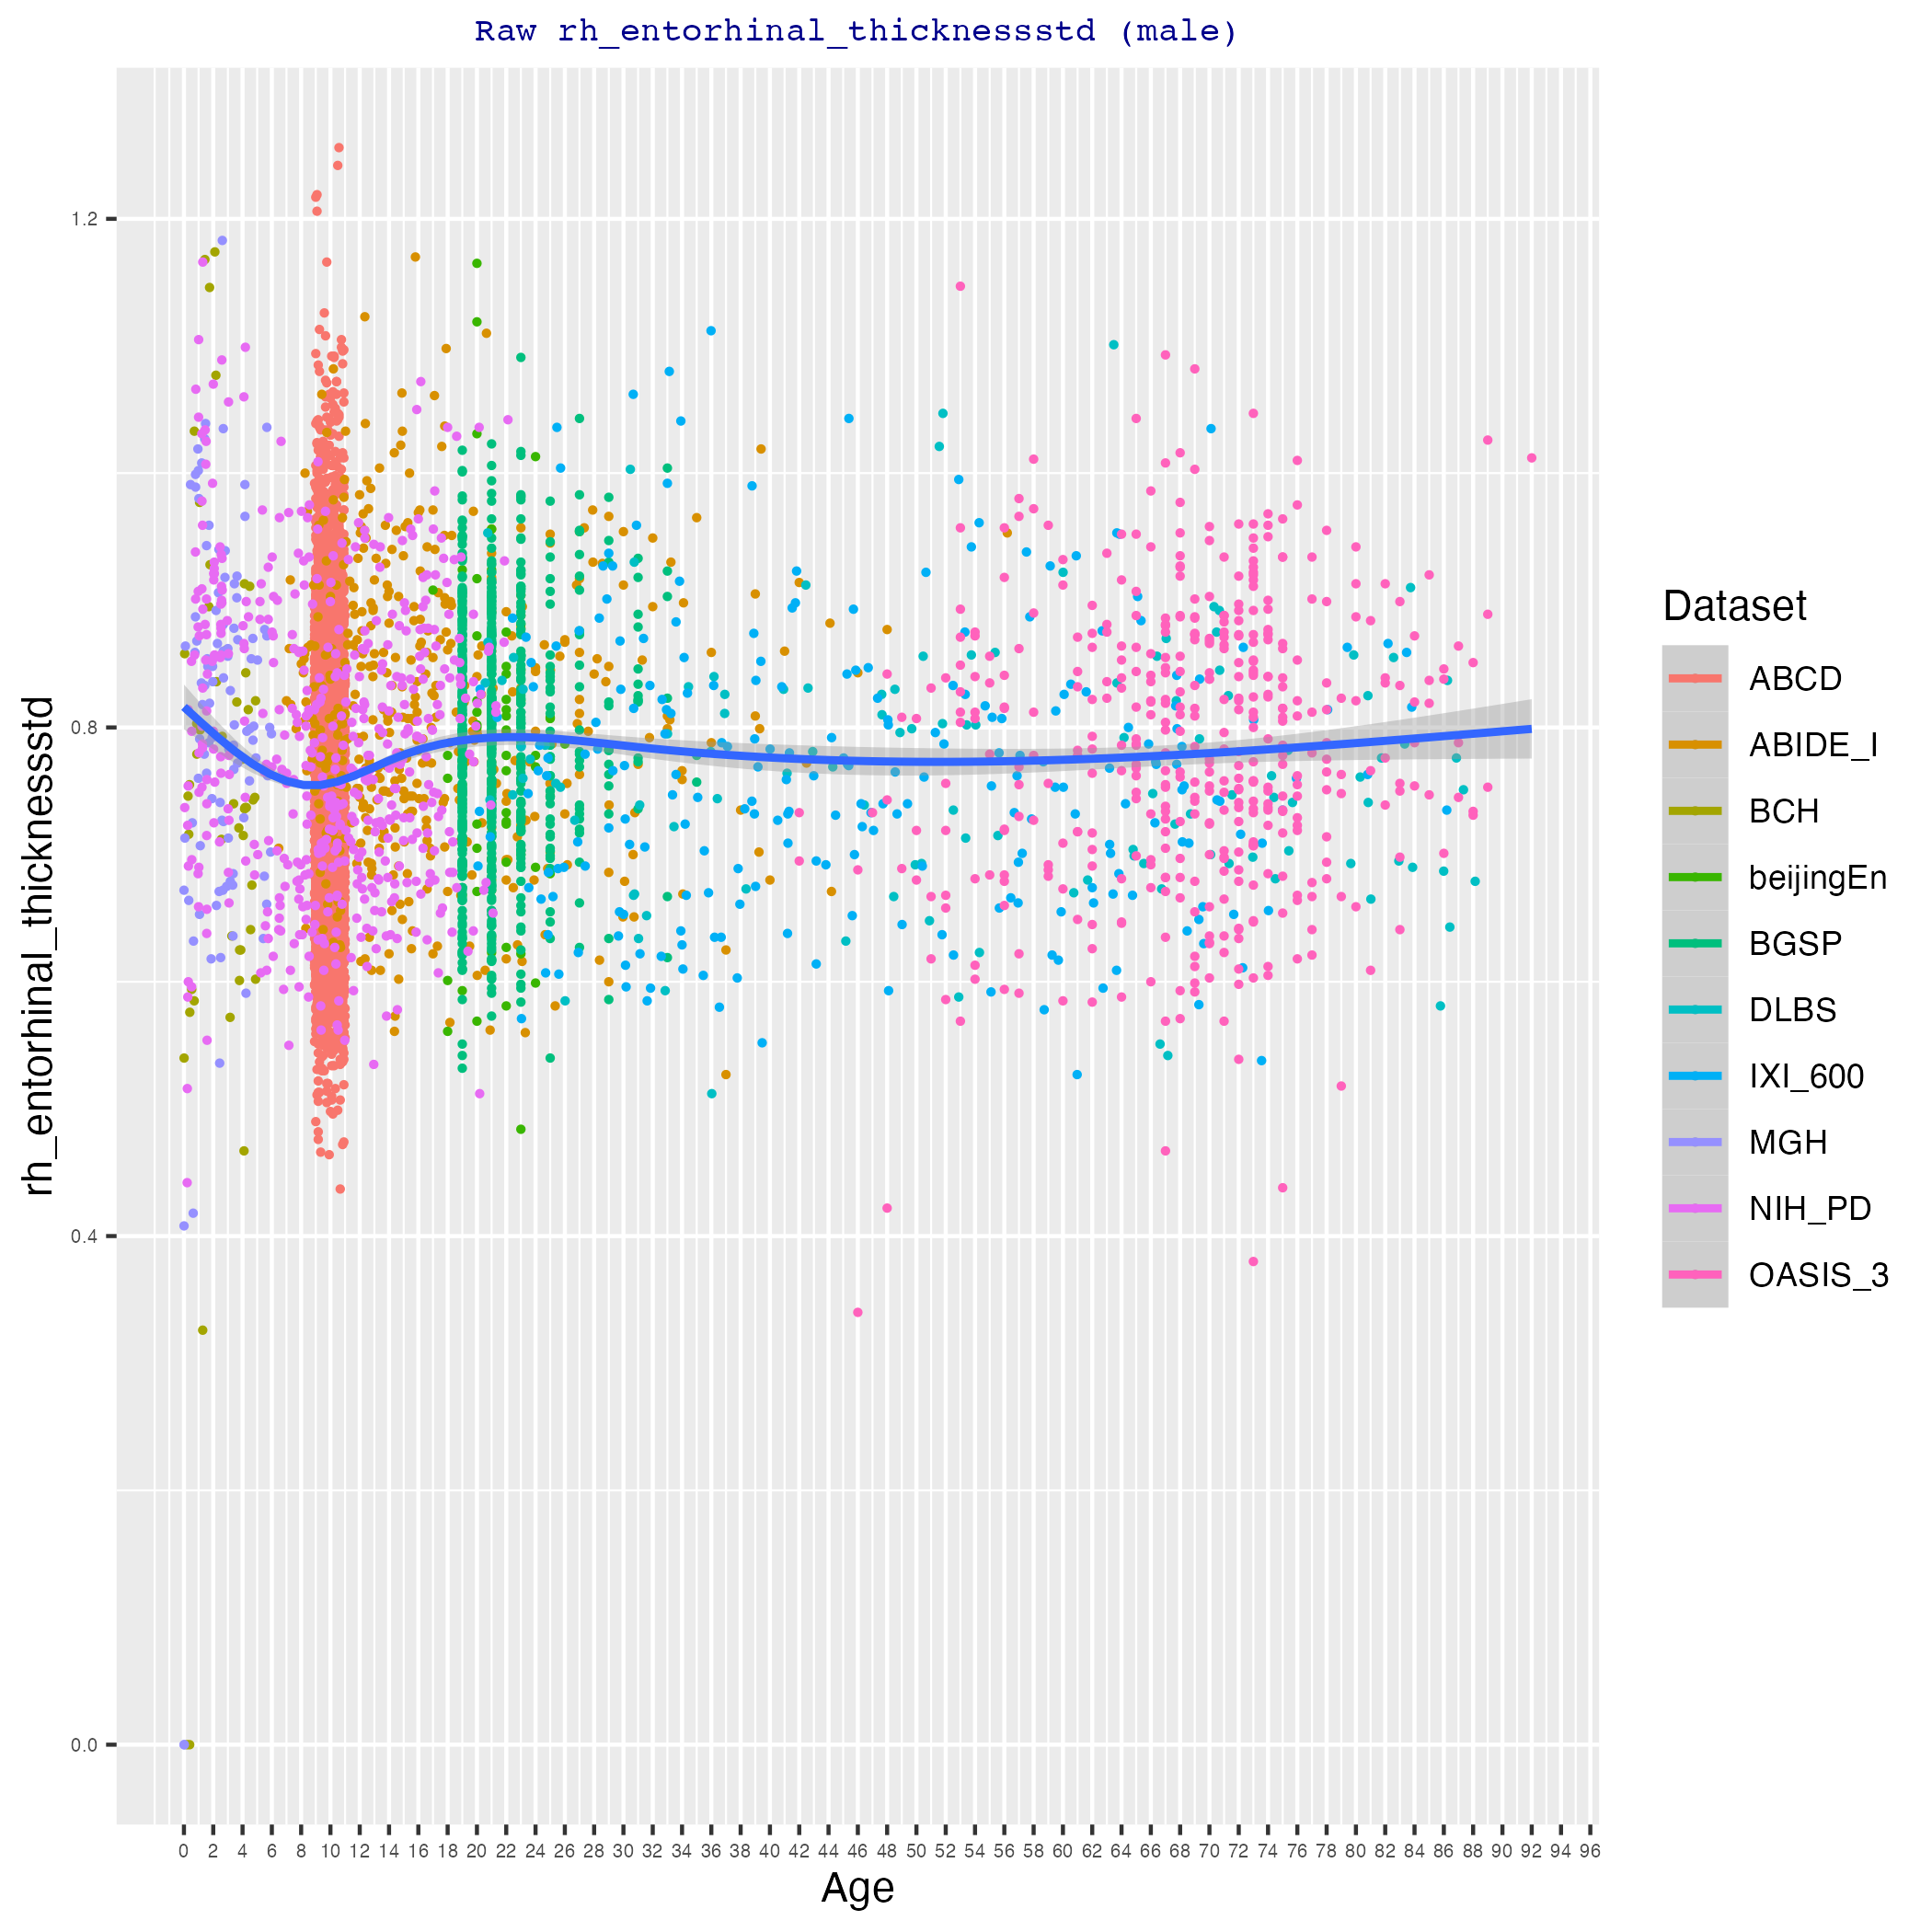 Raw rh_entorhinal_thicknessstd (male)
rh_entorhinal_thicknessstd
1.2
0.8
0.4
0.0
0 2 4 6 8 10 12 14 16 18 20 22 24 26 28 30 32 34 36 38 40 42 44 46 48 50 52 54 56 58 60 62 64 66 68 70 72 74 76 78 80 82 84 86 88 90 92 94 96
Age
Dataset
ABCD
ABIDE_I
BCH
beijingEn
BGSP
DLBS
IXI_600
MGH
NIH_PD
OASIS_3